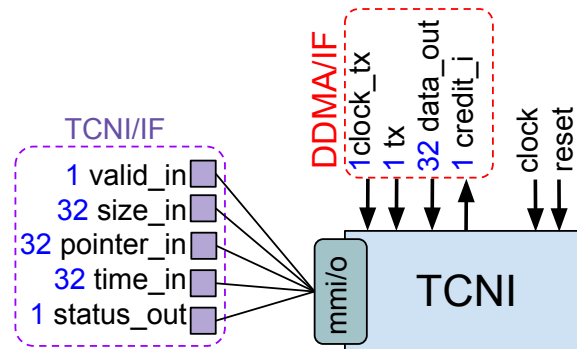 TCNI/IF
1 valid_in
32 size_in
32 pointer_in
32 time_in
1 status_out
DDMA/IF
1 clock_tx
1 tx
32 data_out
1 credit_i
clock
reset
mmi/o
TCNI